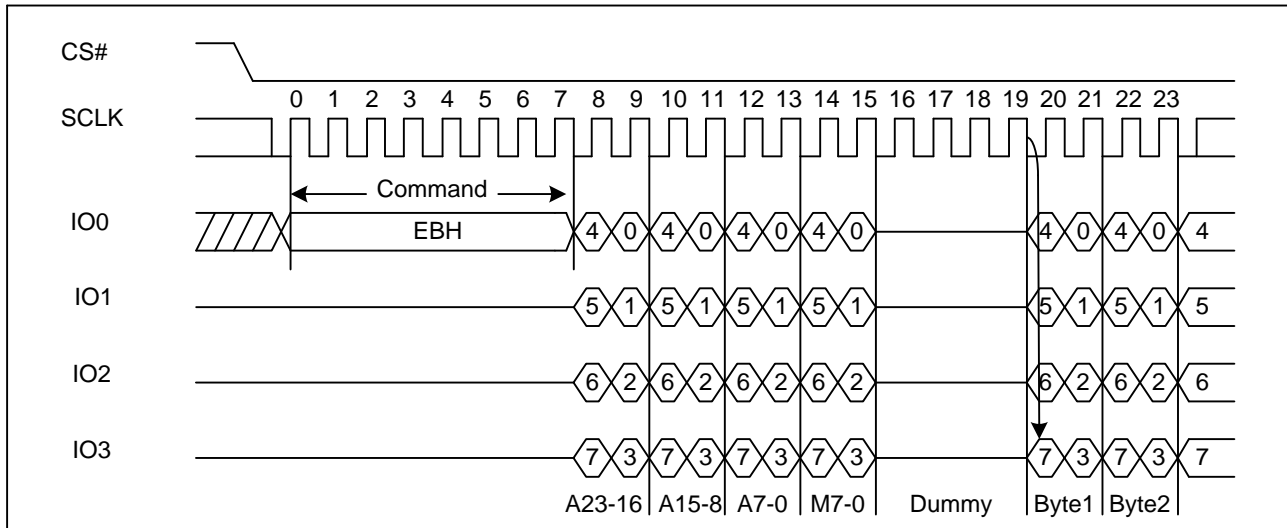 CS#
0 1 2 3 4 5 6 7 8 9 10 11 12 13 14 15 16 17 18 19 20 21 22 23
SCLK
Command
IO0 EBH 4 0 4 0 4 0 4 0 4 0 4 0 4
IO1 5 1 5 1 5 1 5 1 5 1 5 1 5
IO2 6 2 6 2 6 2 6 2 6 2 6 2 6
IO3 7 3 7 3 7 3 7 3 7 3 7 3 7
A23-16 A15-8 A7-0 M7-0 Dummy Byte1 Byte2